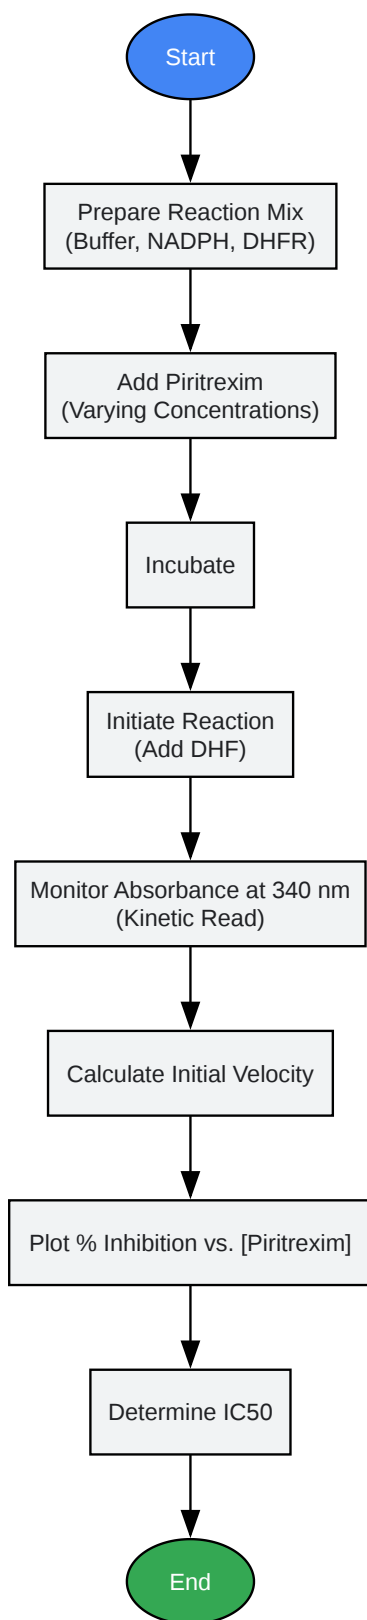 Start
Prepare Reaction Mix
(Buffer, NADPH, DHFR)
Add Piritrexim
(Varying Concentrations)
Incubate
Initiate Reaction
(Add DHF)
Monitor Absorbance at 340 nm
(Kinetic Read)
Calculate Initial Velocity
Plot % Inhibition vs. [Piritrexim]
Determine IC50
End